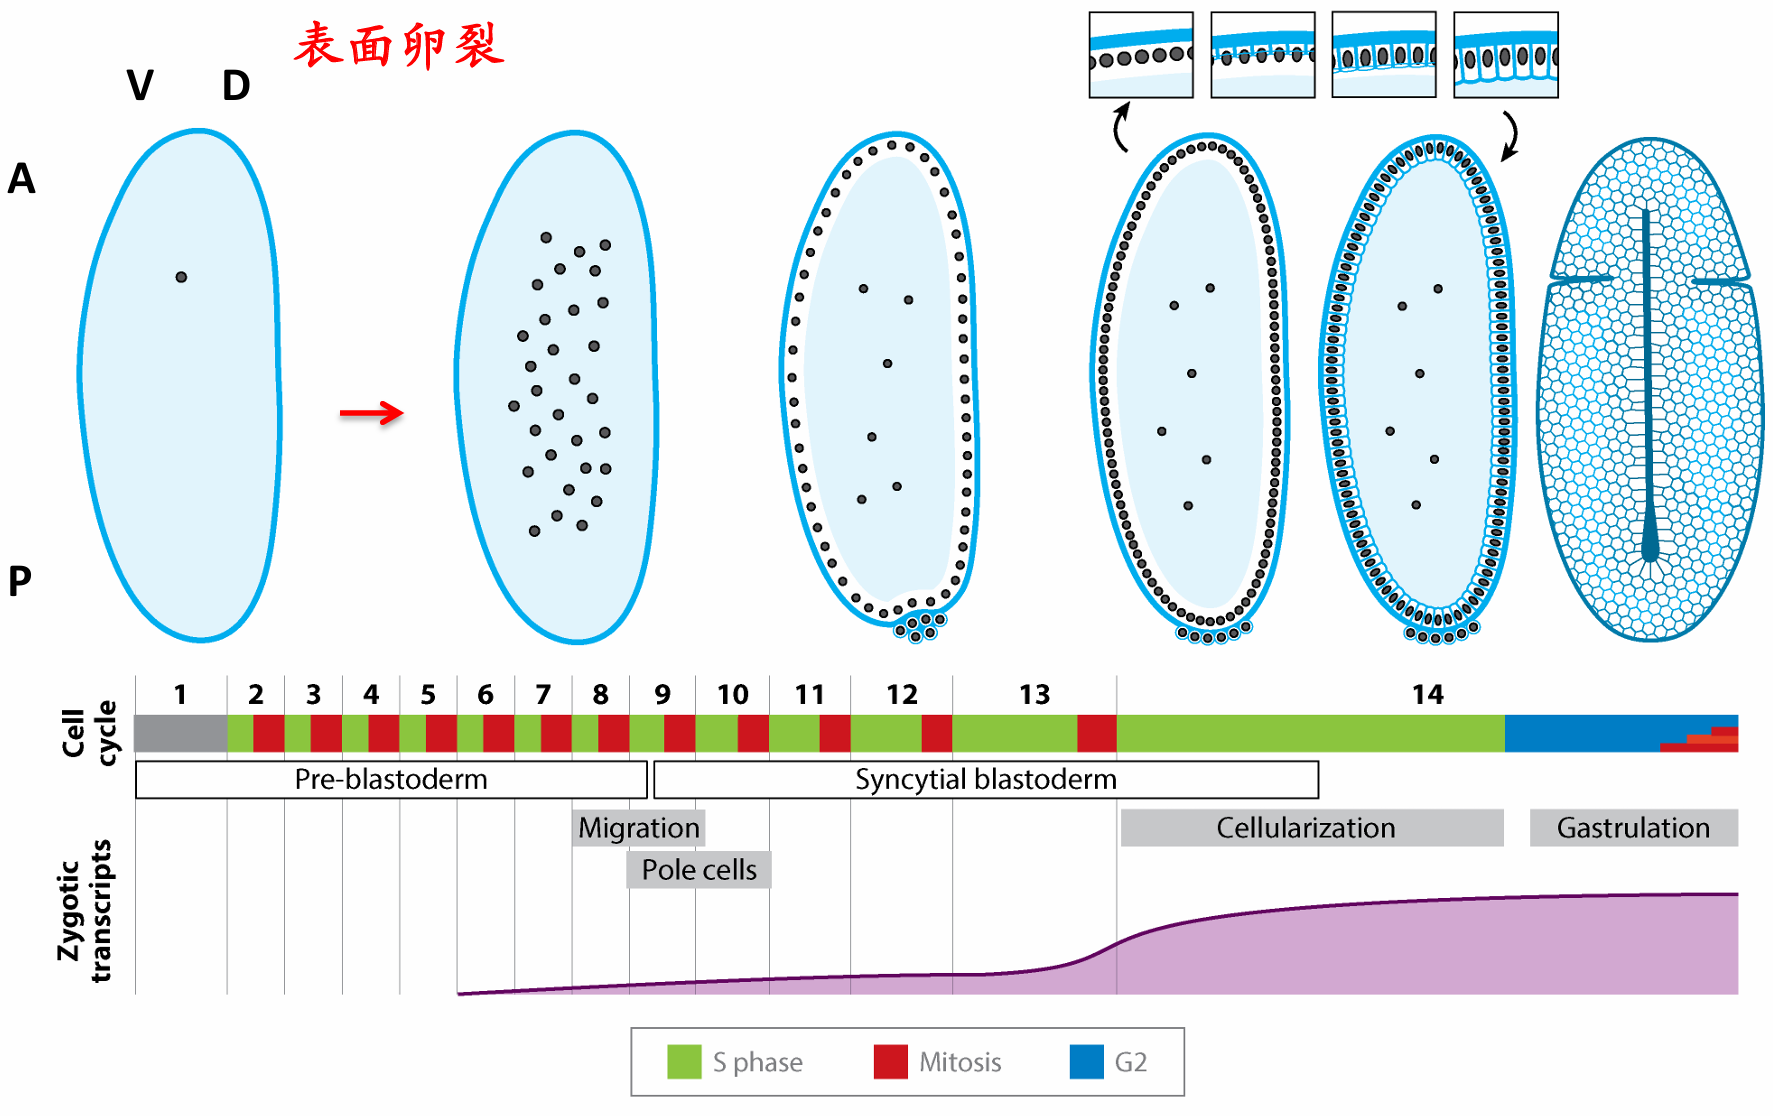 表面卵裂
V D
A
P
Cell cycle
1 2 3 4 5 6 7 8 9 10 11 12 13 14
Pre-blastoderm
Syncytial blastoderm
Migration
Cellularization
Gastrulation
Pole cells
Zygotic transcripts
S phase
Mitosis
G2